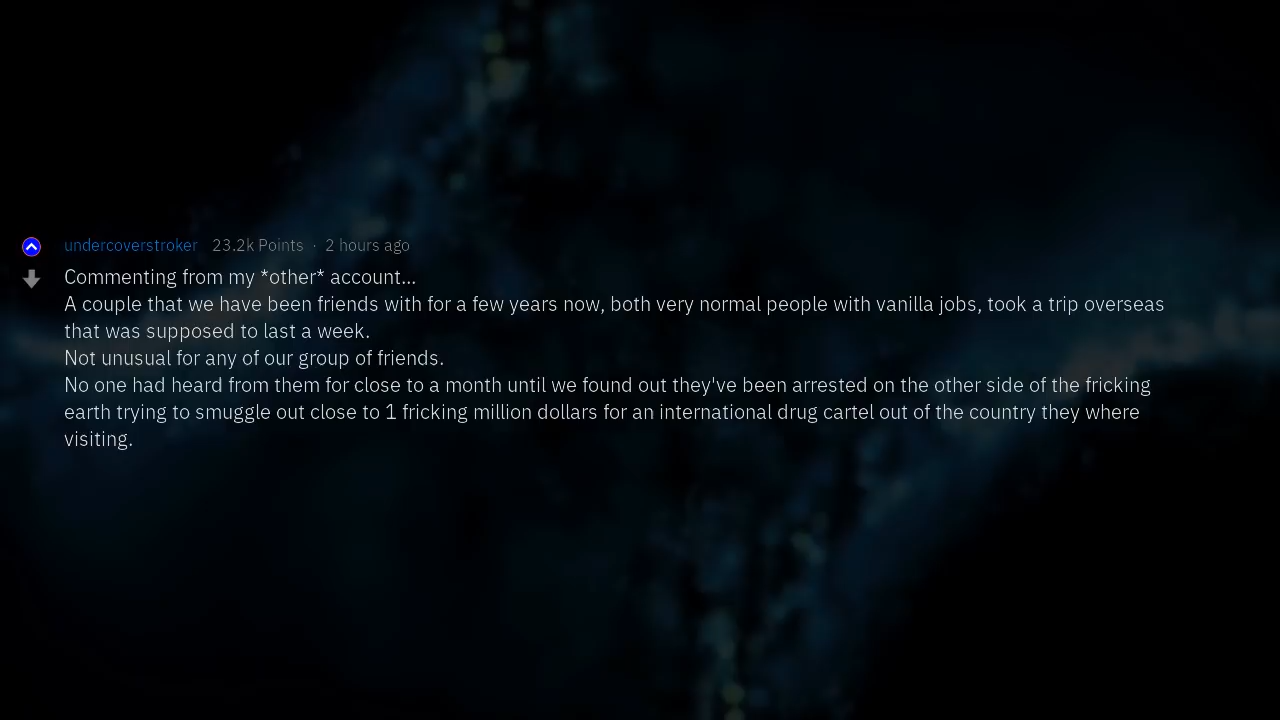 undercoverstroker 23.2k Points · 2 hours ago
Commenting from my *other* account...
A couple that we have been friends with for a few years now, both very normal people with vanilla jobs, took a trip overseas
that was supposed to last a week.
Not unusual for any of our group of friends.
No one had heard from them for close to a month until we found out they've been arrested on the other side of the fricking
earth trying to smuggle out close to 1 fricking million dollars for an international drug cartel out of the country they where
visiting.